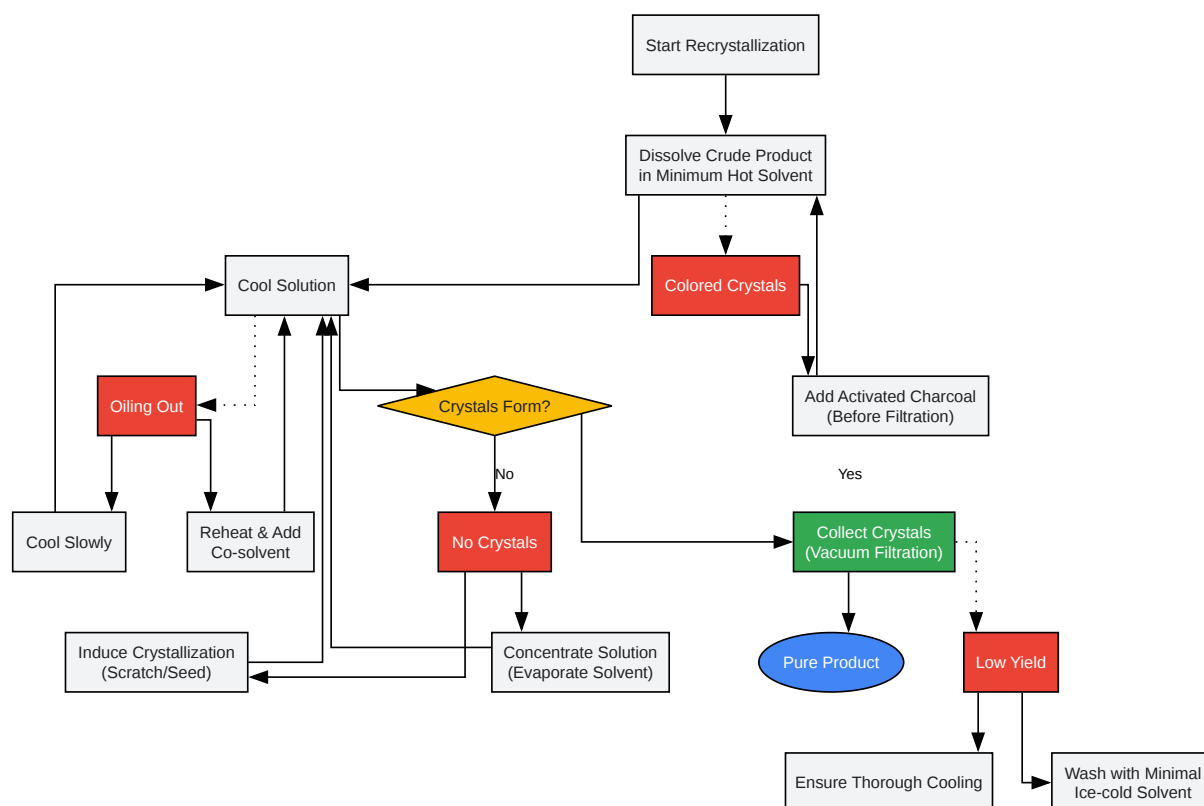 Start Recrystallization
Dissolve Crude Product
in Minimum Hot Solvent
Cool Solution
Colored Crystals
Oiling Out
Crystals Form?
Add Activated Charcoal
(Before Filtration)
No
Yes
Cool Slowly
Reheat & Add
Co-solvent
No Crystals
Collect Crystals
(Vacuum Filtration)
Induce Crystallization
(Scratch/Seed)
Concentrate Solution
(Evaporate Solvent)
Pure Product
Low Yield
Ensure Thorough Cooling
Wash with Minimal
Ice-cold Solvent